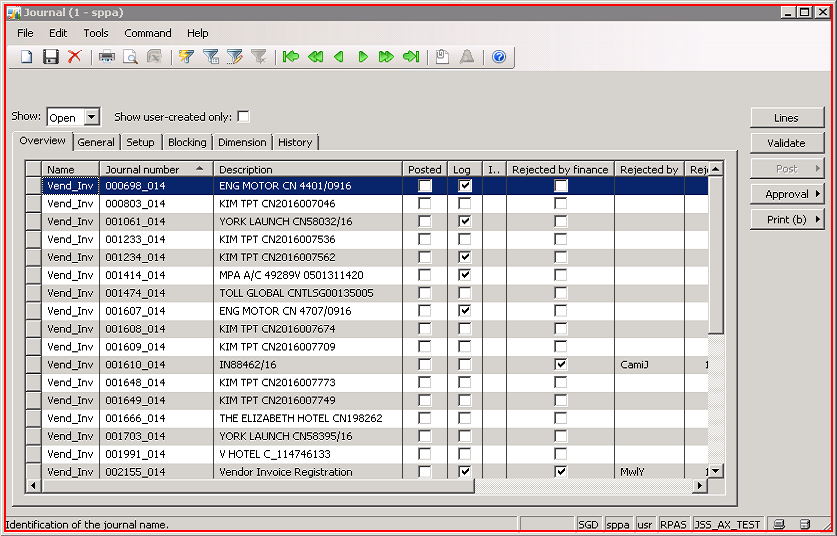 Journal (1 - sppa)
File Edit Tools Command Help
Show: Open Show user-created only:
Lines
Validate
Post
Approval
Print (b)
Overview General Setup Blocking Dimension History
Name Journal number Description Posted Log I.. Rejected by finance Rejected by Reje
Vend_Inv 000698_014 ENG MOTOR CN 4401/0916
Vend_Inv 000803_014 KIM TPT CN2016007046
Vend_Inv 001061_014 YORK LAUNCH CN58032/16
Vend_Inv 001233_014 KIM TPT CN2016007536
Vend_Inv 001234_014 KIM TPT CN2016007562
Vend_Inv 001414_014 MPA A/C 49289V 0501311420
Vend_Inv 001474_014 TOLL GLOBAL CNTLSG00135005
Vend_Inv 001607_014 ENG MOTOR CN 4707/0916
Vend_Inv 001608_014 KIM TPT CN2016007674
Vend_Inv 001609_014 KIM TPT CN2016007709
Vend_Inv 001610_014 IN88462/16 CamiJ 1
Vend_Inv 001648_014 KIM TPT CN2016007773
Vend_Inv 001649_014 KIM TPT CN2016007749
Vend_Inv 001666_014 THE ELIZABETH HOTEL CN198262
Vend_Inv 001703_014 YORK LAUNCH CN58395/16
Vend_Inv 001991_014 V HOTEL C_114746133
Vend_Inv 002155_014 Vendor Invoice Registration MwlY 1
Identification of the journal name. SGD sppa usr RPAS JSS_AX_TEST